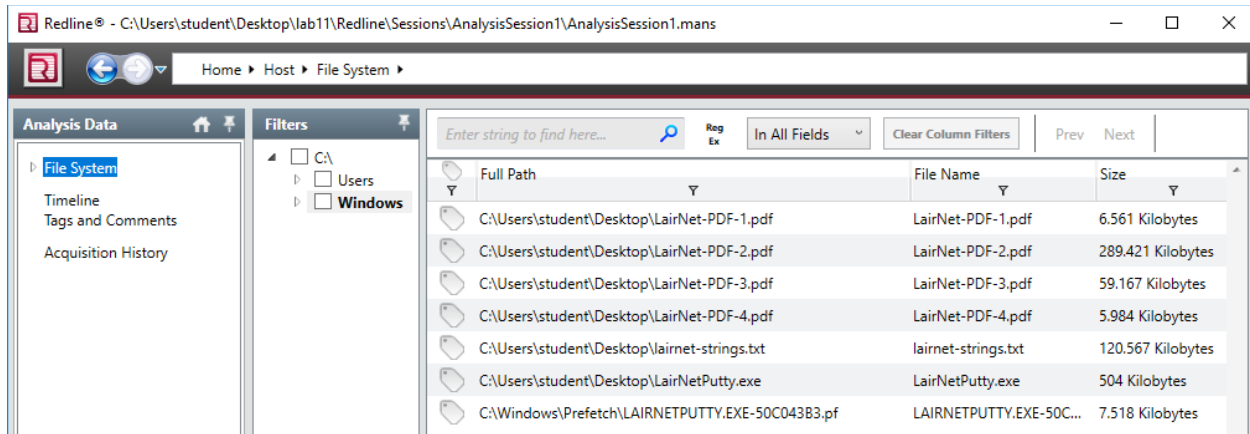 Redline® - C:\Users\student\Desktop\lab11\Redline\Sessions\AnalysisSession1\AnalysisSession1.mans
Home ▸ Host ▸ File System ▸
Analysis Data
File System
Timeline
Tags and Comments
Acquisition History
Filters
C:\
Users
Windows
Enter string to find here... Reg Ex In All Fields Clear Column Filters Prev Next
Full Path File Name Size
C:\Users\student\Desktop\LairNet-PDF-1.pdf LairNet-PDF-1.pdf 6.561 Kilobytes
C:\Users\student\Desktop\LairNet-PDF-2.pdf LairNet-PDF-2.pdf 289.421 Kilobytes
C:\Users\student\Desktop\LairNet-PDF-3.pdf LairNet-PDF-3.pdf 59.167 Kilobytes
C:\Users\student\Desktop\LairNet-PDF-4.pdf LairNet-PDF-4.pdf 5.984 Kilobytes
C:\Users\student\Desktop\lairnet-strings.txt lairnet-strings.txt 120.567 Kilobytes
C:\Users\student\Desktop\LairNetPutty.exe LairNetPutty.exe 504 Kilobytes
C:\Windows\Prefetch\LAIRNETPUTTY.EXE-50C043B3.pf LAIRNETPUTTY.EXE-50C... 7.518 Kilobytes